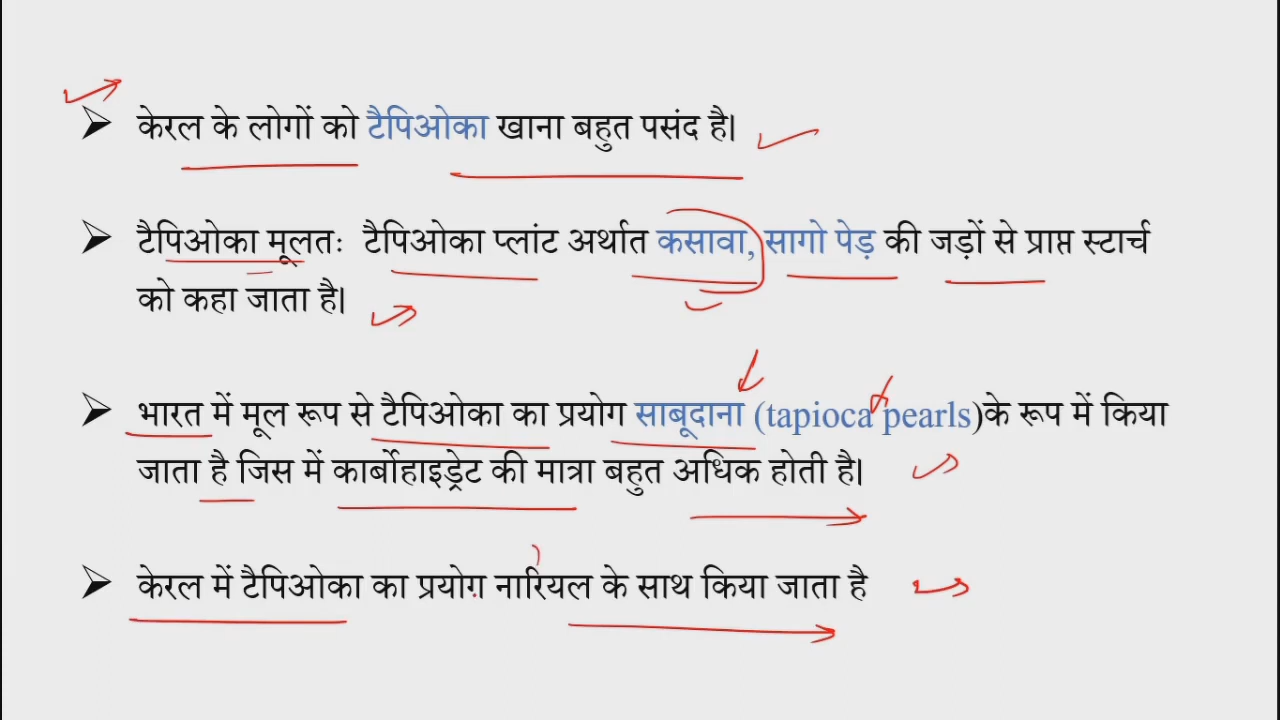 केरल के लोगों को टैपिओका खाना बहुत पसंद है।
टैपिओका मूलतः टैपिओका प्लांट अर्थात कसावा, सागो पेड़ की जड़ों से प्राप्त स्टार्च
को कहा जाता है।
भारत में मूल रूप से टैपिओका का प्रयोग साबूदाना (tapioca pearls)के रूप में किया
जाता है जिस में कार्बोहाइड्रेट की मात्रा बहुत अधिक होती है।
केरल में टैपिओका का प्रयोग नारियल के साथ किया जाता है